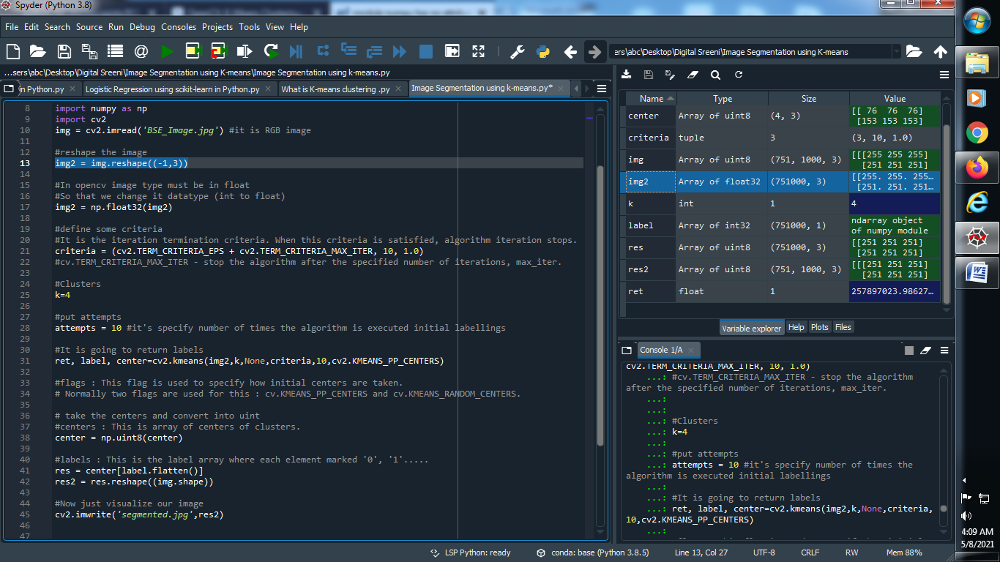 Spyder (Python 3.8)
File Edit Search Source Run Debug Consoles Projects Tools View Help
ers\abc\Desktop\Digital Sreeni\Image Segmentation using K-means
...sers\abc\Desktop\Digital Sreeni\Image Segmentation using K-means\Image Segmentation using k-means.py
in Python.py Logistic Regression using scikit-learn in Python.py What is K-means clustering .py Image Segmentation using k-means.py*
8 import numpy as np
9 import cv2
10 img = cv2.imread('BSE_Image.jpg') #it is RGB image
11
12 #reshape the image
13 img2 = img.reshape((-1,3))
14
15 #In opencv image type must be in float
16 #So that we change it datatype (int to float)
17 img2 = np.float32(img2)
18
19 #define some criteria
20 #It is the iteration termination criteria. When this criteria is satisfied, algorithm iteration stops.
21 criteria = (cv2.TERM_CRITERIA_EPS + cv2.TERM_CRITERIA_MAX_ITER, 10, 1.0)
22 #cv.TERM_CRITERIA_MAX_ITER - stop the algorithm after the specified number of iterations, max_iter.
23
24 #Clusters
25 k=4
26
27 #put attempts
28 attempts = 10 #it's specify number of times the algorithm is executed initial labellings
29
30 #It is going to return labels
31 ret, label, center=cv2.kmeans(img2,k,None,criteria,10,cv2.KMEANS_PP_CENTERS)
32
33 #flags : This flag is used to specify how initial centers are taken.
34 # Normally two flags are used for this : cv.KMEANS_PP_CENTERS and cv.KMEANS_RANDOM_CENTERS.
35
36 # take the centers and convert into uint
37 #centers : This is array of centers of clusters.
38 center = np.uint8(center)
39
40 #labels : This is the label array where each element marked '0', '1'.....
41 res = center[label.flatten()]
42 res2 = res.reshape((img.shape))
43
44 #Now just visualize our image
45 cv2.imwrite('segmented.jpg',res2)
46
47
Name Type Size Value
center Array of uint8 (4, 3) [[ 76 76 76]
[153 153 153]
criteria tuple 3 (3, 10, 1.0)
img Array of uint8 (751, 1000, 3) [[[255 255 255]
[251 251 251]
img2 Array of float32 (751000, 3) [[255. 255. 255...
[251. 251. 251...
k int 1 4
label Array of int32 (751000, 1) ndarray object
of numpy module
res Array of uint8 (751000, 3) [[251 251 251]
[251 251 251]
res2 Array of uint8 (751, 1000, 3) [[[251 251 251]
[251 251 251]
ret float 1 257897023.98627...
Variable explorer Help Plots Files
Console 1/A
cv2.TERM_CRITERIA_MAX_ITER, 10, 1.0)
...: #cv.TERM_CRITERIA_MAX_ITER - stop the algorithm
after the specified number of iterations, max_iter.
...:
...:
...: #Clusters
...: k=4
...:
...: #put attempts
...: attempts = 10 #it's specify number of times the
algorithm is executed initial labellings
...:
...: #It is going to return labels
...: ret, label, center=cv2.kmeans(img2,k,None,criteria,
10,cv2.KMEANS_PP_CENTERS)
...:
LSP Python: ready conda: base (Python 3.8.5) Line 13, Col 27 UTF-8 CRLF RW Mem 88%
4:09 AM
5/8/2021